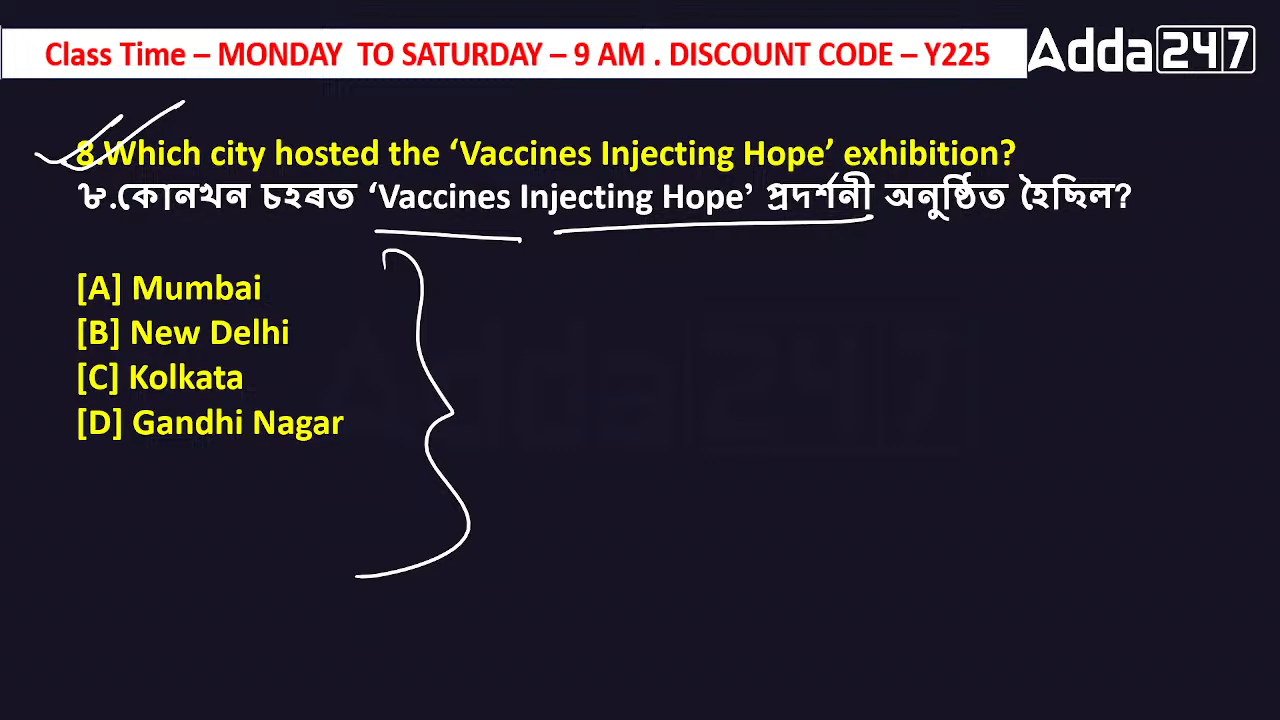 Class Time – MONDAY TO SATURDAY – 9 AM . DISCOUNT CODE – Y225
Adda247
8.Which city hosted the ‘Vaccines Injecting Hope’ exhibition?
৮.কোনখন চহৰত ‘Vaccines Injecting Hope’ প্ৰদৰ্শনী অনুষ্ঠিত হৈছিল?
[A] Mumbai
[B] New Delhi
[C] Kolkata
[D] Gandhi Nagar
Adda247